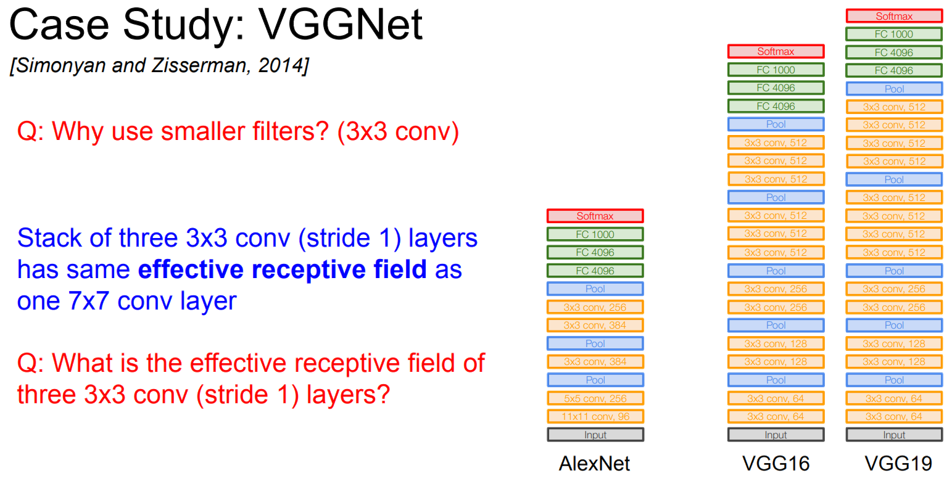 Case Study: VGGNet
[Simonyan and Zisserman, 2014]
Q: Why use smaller filters? (3x3 conv)
Stack of three 3x3 conv (stride 1) layers
has same effective receptive field as
one 7x7 conv layer
Q: What is the effective receptive field of
three 3x3 conv (stride 1) layers?
Softmax
FC 1000
FC 4096
FC 4096
Pool
3x3 conv, 256
3x3 conv, 384
Pool
3x3 conv, 384
Pool
5x5 conv, 256
11x11 conv, 96
Input
AlexNet
Softmax
FC 1000
FC 4096
FC 4096
Pool
3x3 conv, 512
3x3 conv, 512
3x3 conv, 512
Pool
3x3 conv, 512
3x3 conv, 512
3x3 conv, 512
Pool
3x3 conv, 256
3x3 conv, 256
Pool
3x3 conv, 128
3x3 conv, 128
Pool
3x3 conv, 64
3x3 conv, 64
Input
VGG16
Softmax
FC 1000
FC 4096
FC 4096
Pool
3x3 conv, 512
3x3 conv, 512
3x3 conv, 512
3x3 conv, 512
Pool
3x3 conv, 512
3x3 conv, 512
3x3 conv, 512
3x3 conv, 512
Pool
3x3 conv, 256
3x3 conv, 256
Pool
3x3 conv, 128
3x3 conv, 128
Pool
3x3 conv, 64
3x3 conv, 64
Input
VGG19